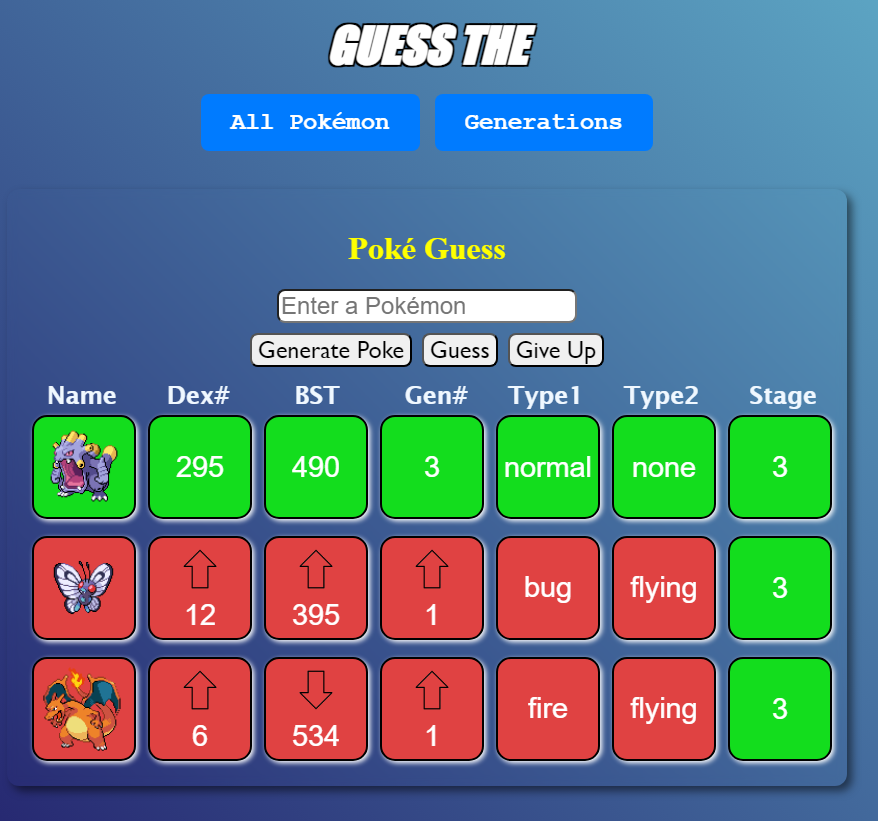 GUESS THE
All Pokémon Generations
Poké Guess
Enter a Pokémon
Generate Poke Guess Give Up
Name Dex# BST Gen# Type1 Type2 Stage
295 490 3 normal none 3
12 395 1 bug flying 3
6 534 1 fire flying 3